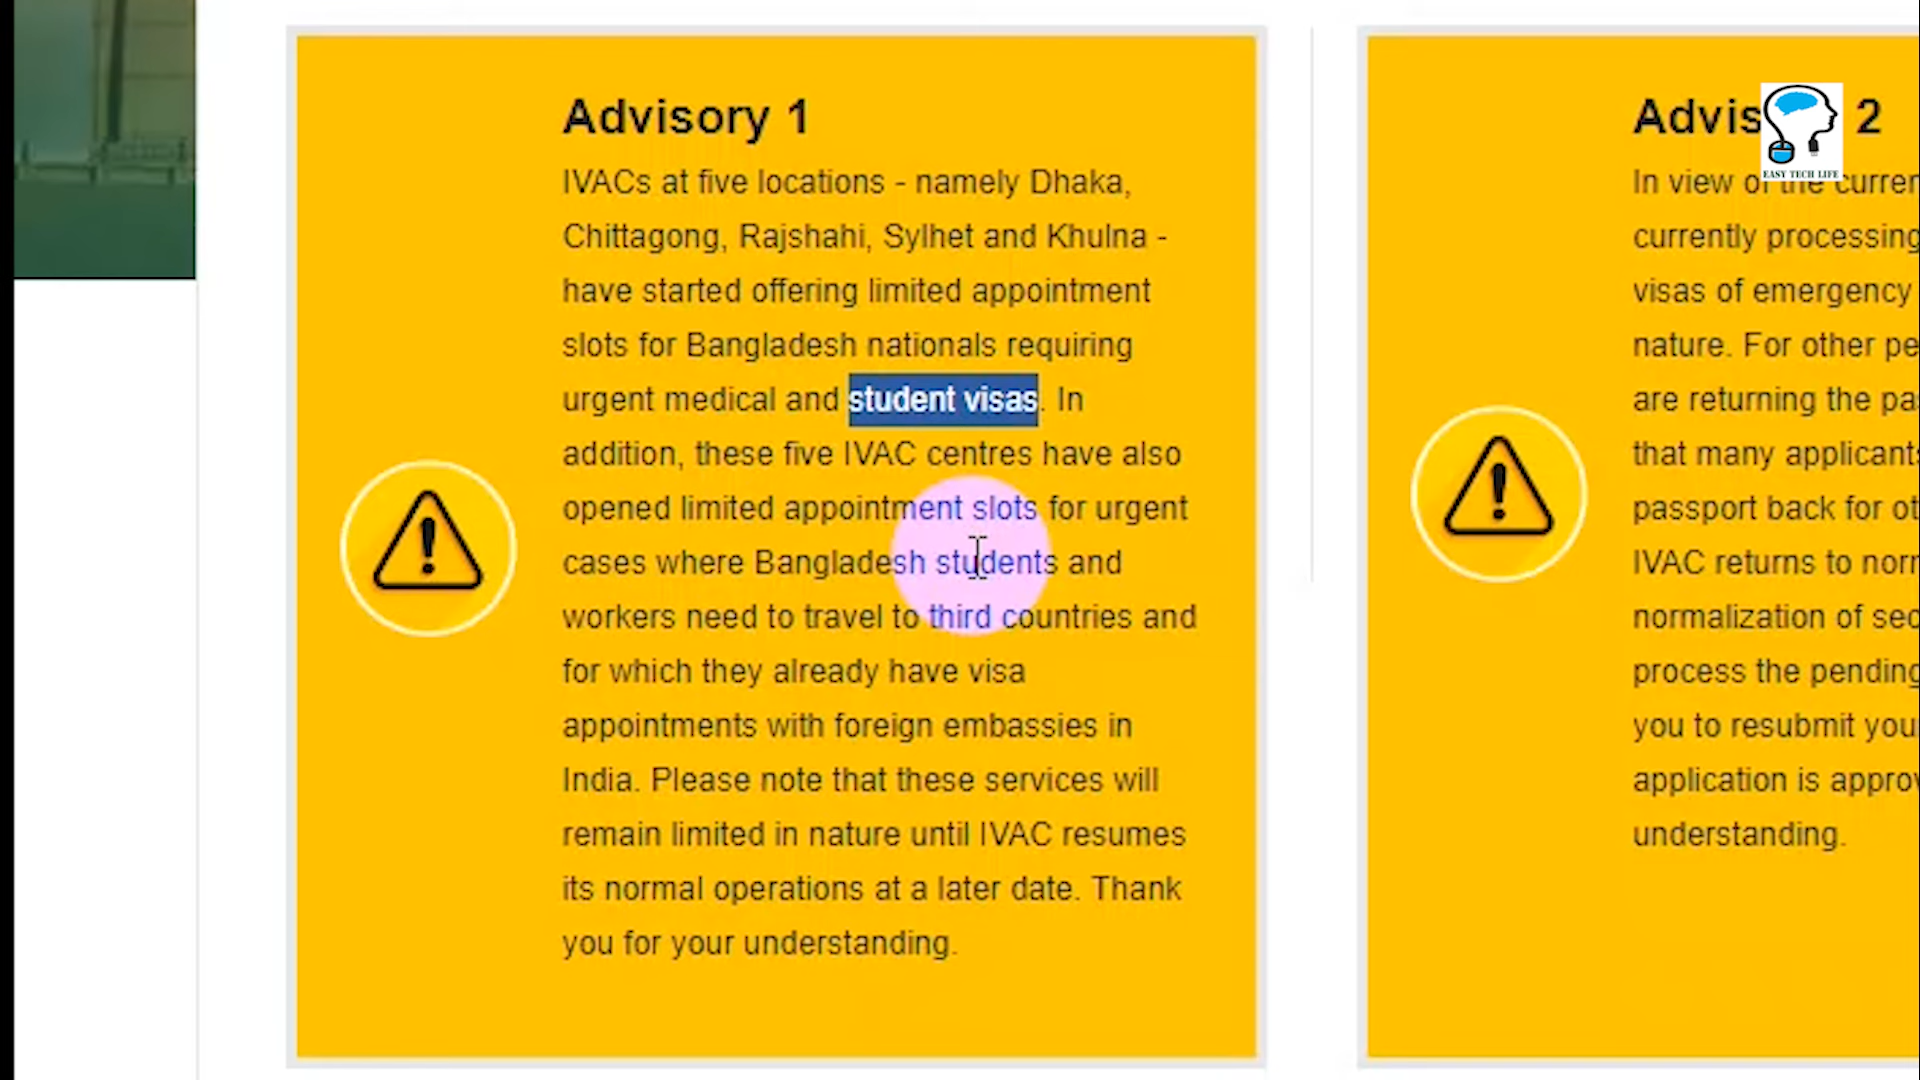 Advisory 1
IVACs at five locations - namely Dhaka,
Chittagong, Rajshahi, Sylhet and Khulna -
have started offering limited appointment
slots for Bangladesh nationals requiring
urgent medical and student visas. In
addition, these five IVAC centres have also
opened limited appointment slots for urgent
cases where Bangladesh students and
workers need to travel to third countries and
for which they already have visa
appointments with foreign embassies in
India. Please note that these services will
remain limited in nature until IVAC resumes
its normal operations at a later date. Thank
you for your understanding.
2
In view of the
currently processing
visas of emergency
nature. For other
are returning the
that many
passport back for
IVAC returns to
normalization of
process the pending
you to resubmit
application is
understanding.
EASY TECH LIFE